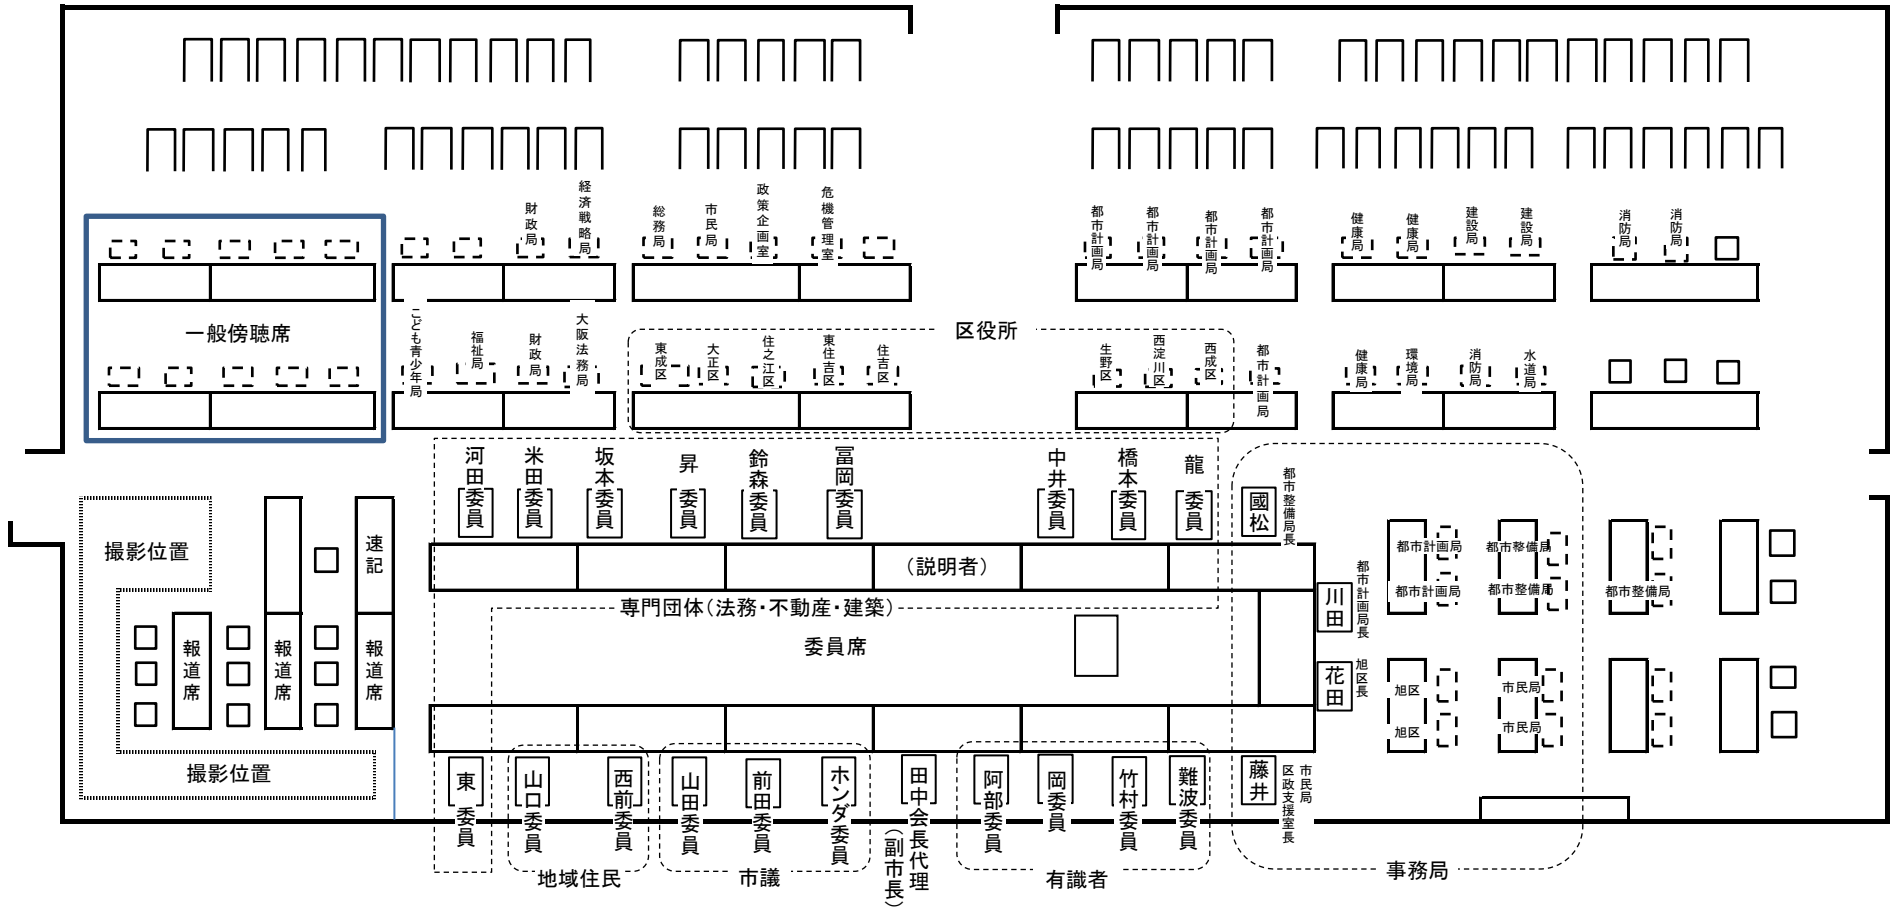 財政局
経済戦略局
総務局
市民局
政策企画室
危機管理室
都市計画局
都市計画局
都市計画局
都市計画局
健康局
健康局
建設局
建設局
消防局
消防局
一般傍聴席
こども青少年局
福祉局
財政局
大阪法務局
区役所
東成区
大正区
住之江区
東住吉区
住吉区
生野区
西淀川区
西成区
都市計画局
健康局
環境局
消防局
水道局
河田委員
米田委員
坂本委員
昇 委員
鈴森委員
冨岡委員
中井委員
橋本委員
龍 委員
國松
都市整備局長
撮影位置
速記
(説明者)
都市計画局
都市整備局
川田
都市計画局長
都市計画局
都市整備局
都市整備局
専門団体(法務・不動産・建築)
委員席
報道席
報道席
報道席
花田
旭区長
旭区
市民局
旭区
市民局
撮影位置
東 委員
山口委員
西前委員
山田委員
前田委員
ホンダ委員
田中会長代理
(副市長)
阿部委員
岡委員
竹村委員
難波委員
藤井
市民局
区政支援室長
地域住民
市議
有識者
事務局